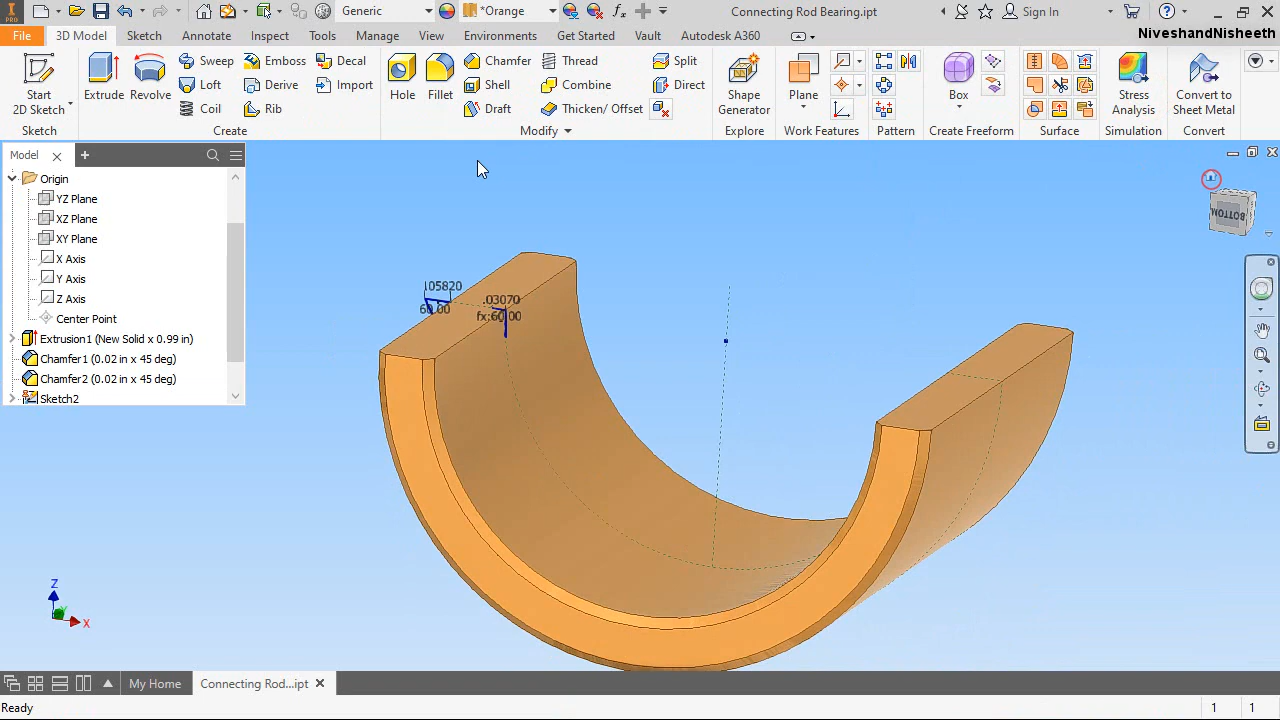 PRO
Generic
*Orange
fx
Connecting Rod Bearing.ipt
Sign In
NiveshandNisheeth
File
3D Model
Sketch
Annotate
Inspect
Tools
Manage
View
Environments
Get Started
Vault
Autodesk A360
Start
2D Sketch
Extrude
Revolve
Sweep
Loft
Coil
Emboss
Deri
Rib
Decal
Import
Hole
Fillet
Chamfer
Shell
Draft
Thread
Combine
Thicken/ Offset
Split
Direct
Shape
Generator
Plane
Box
Stress
Analysis
Convert to
Sheet Metal
Sketch
Create
Modify
Explore
Work Features
Pattern
Create Freeform
Surface
Simulation
Convert
Model
Origin
YZ Plane
XZ Plane
XY Plane
X Axis
Y Axis
Z Axis
Center Point
Extrusion1 (New Solid x 0.99 in)
Chamfer1 (0.02 in x 45 deg)
Chamfer2 (0.02 in x 45 deg)
Sketch2
.05820
60.00
.03070
fx:60.00
BOTTOM
Z
Y
X
My Home
Connecting Rod...ipt
Ready
1
1